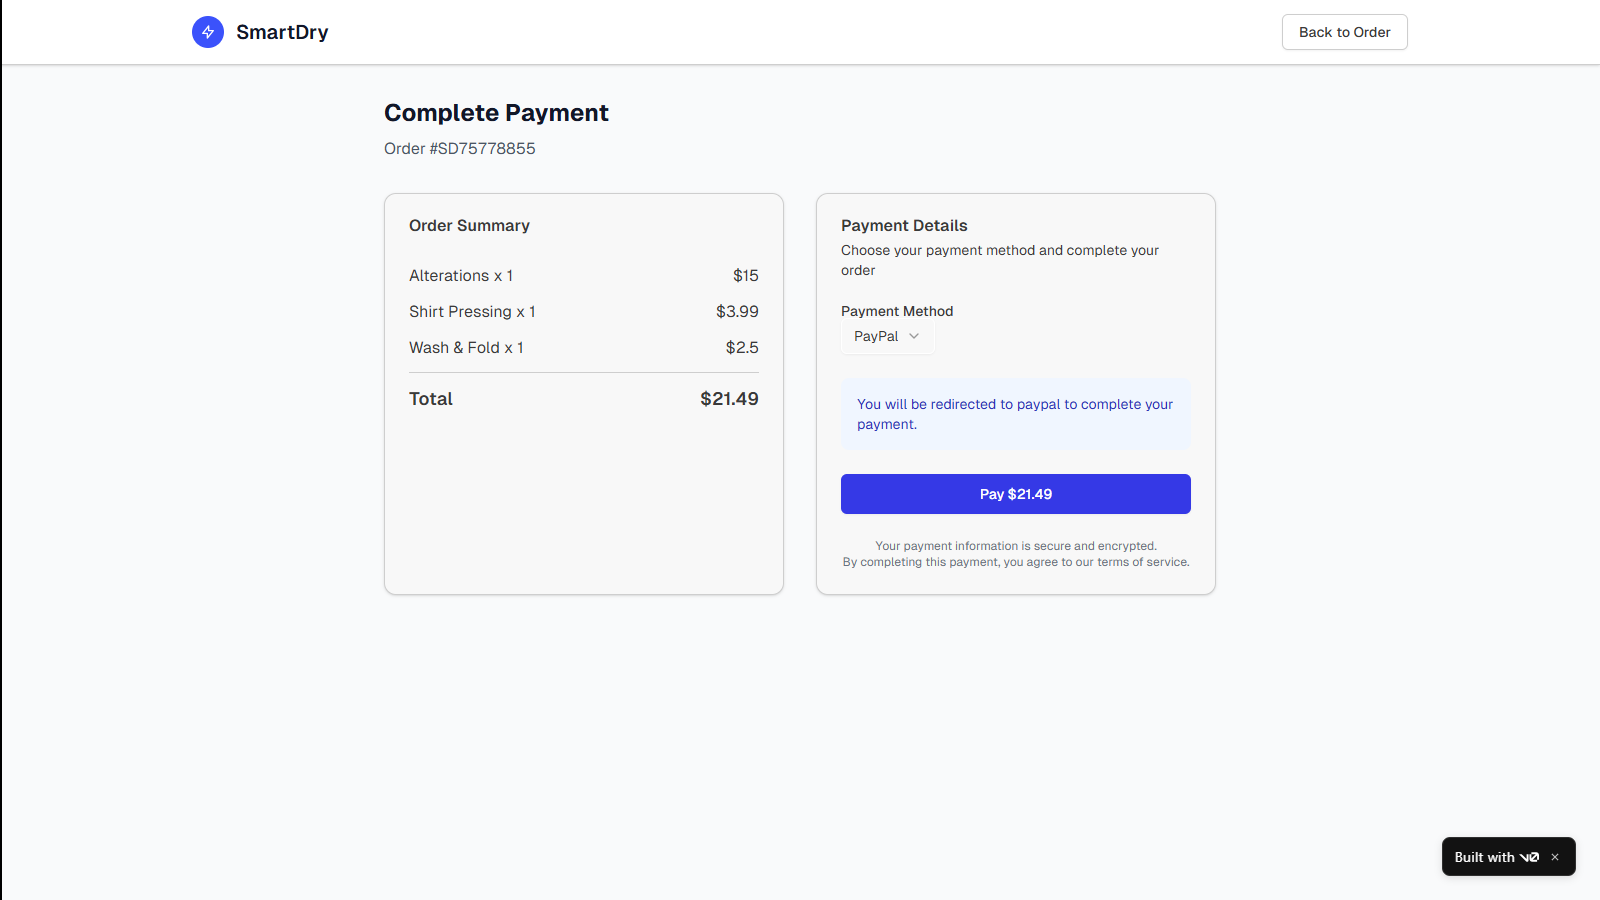 SmartDry
Back to Order
Complete Payment
Order #SD75778855
Order Summary
Alterations x 1 $15
Shirt Pressing x 1 $3.99
Wash & Fold x 1 $2.5
Total $21.49
Payment Details
Choose your payment method and complete your
order
Payment Method
PayPal
You will be redirected to paypal to complete your
payment.
Pay $21.49
Your payment information is secure and encrypted.
By completing this payment, you agree to our terms of service.
Built with v0